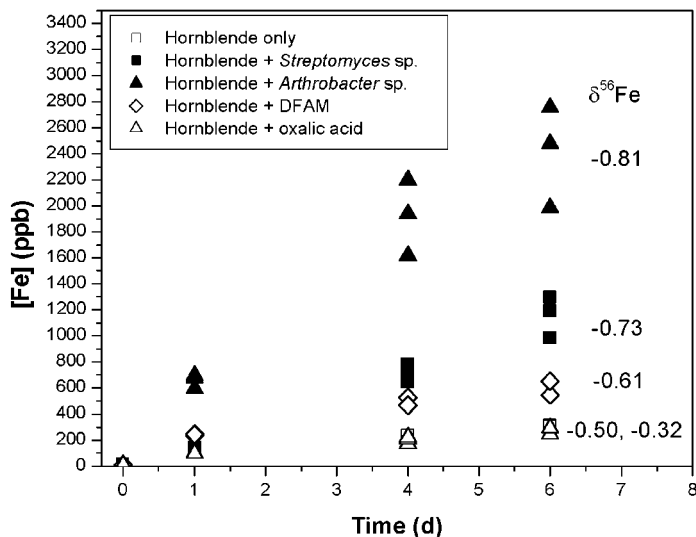 3400
3200
3000
2800
2600
2400
2200
2000
1800
1600
1400
1200
1000
800
600
400
200
0
[Fe] (ppb)
Hornblende only
Hornblende + Streptomyces sp.
Hornblende + Arthrobacter sp.
Hornblende + DFAM
Hornblende + oxalic acid
δ56Fe
-0.81
-0.73
-0.61
-0.50, -0.32
0 1 2 3 4 5 6 7 8
Time (d)